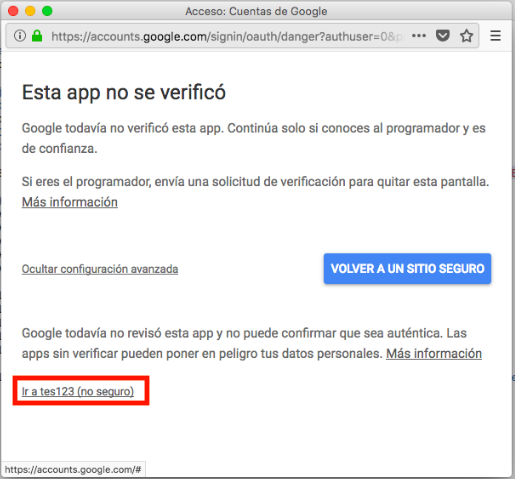 Acceso: Cuentas de Google
https://accounts.google.com/signin/oauth/danger?authuser=0&
Esta app no se verificó
Google todavía no verificó esta app. Continúa solo si conoces al programador y es
de confianza.
Si eres el programador, envía una solicitud de verificación para quitar esta pantalla.
Más información
Ocultar configuración avanzada
VOLVER A UN SITIO SEGURO
Google todavía no revisó esta app y no puede confirmar que sea auténtica. Las
apps sin verificar pueden poner en peligro tus datos personales. Más información
Ir a tes123 (no seguro)
https://accounts.google.com/#